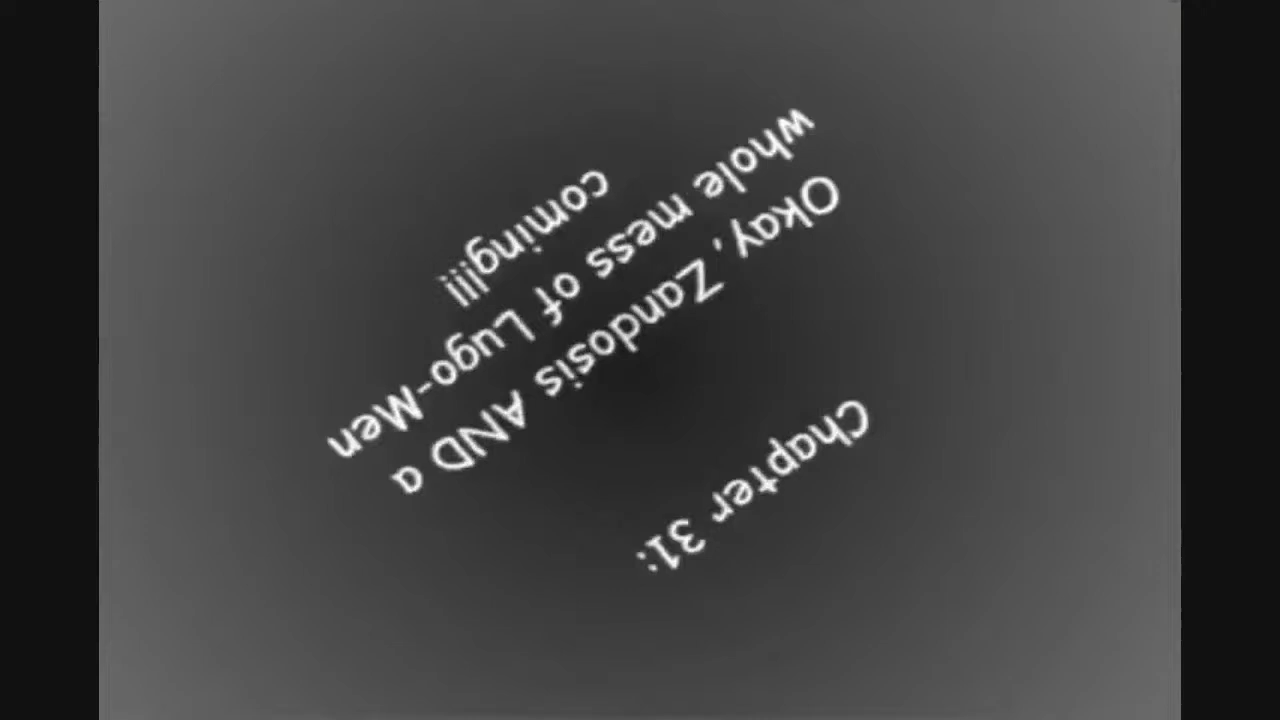 Chapter 31:
Okay, Zandosis AND a
whole mess of Lugo-Men
coming!!!